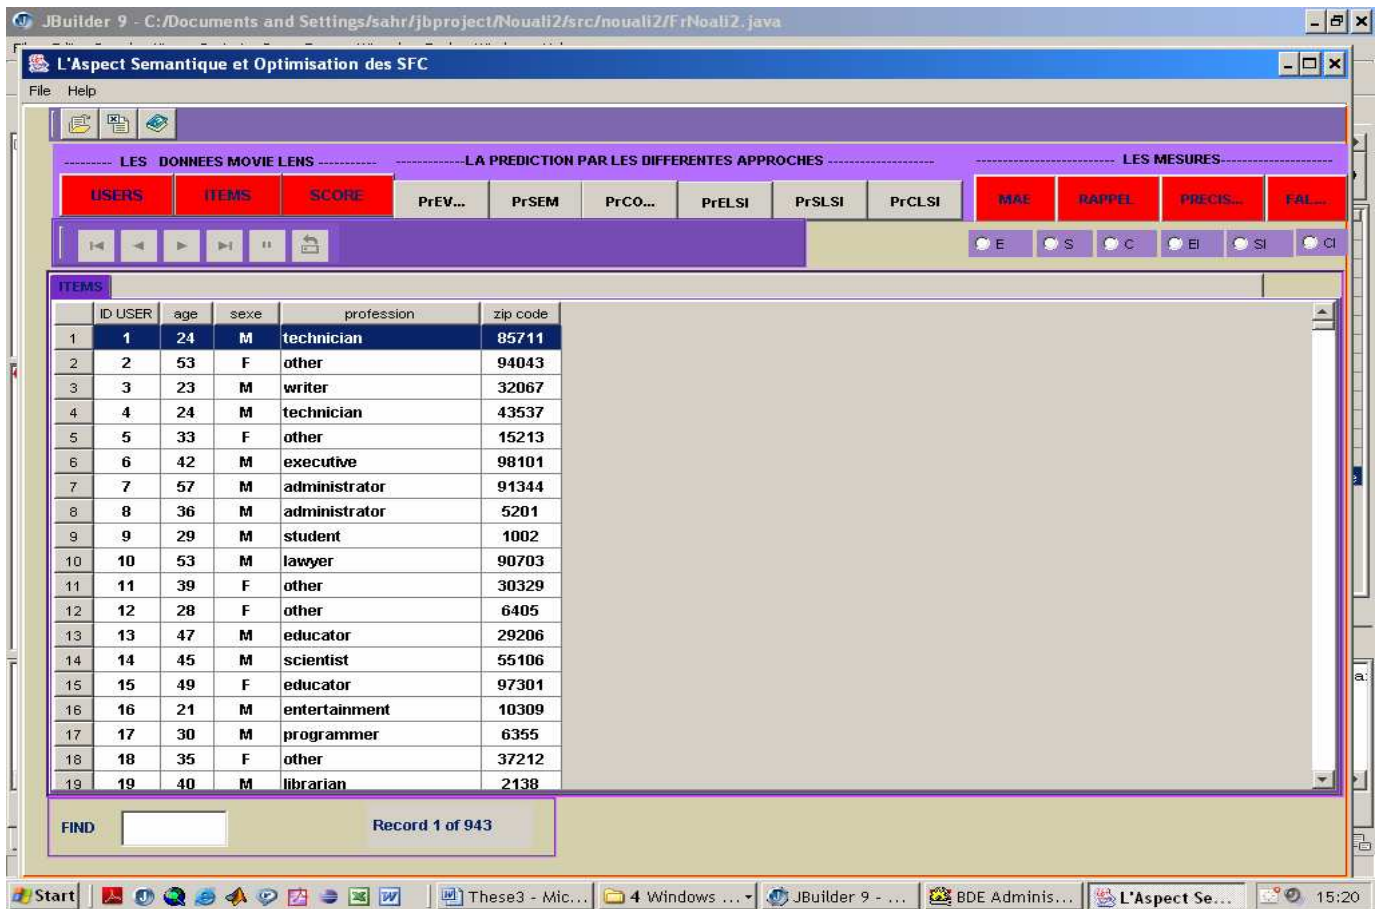 JBuilder 9 - C:/Documents and Settings/sahr/jbproject/Nouali2/src/nouali2/FrNoali2.java
L'Aspect Semantique et Optimisation des SFC
File Help
LES DONNEES MOVIE LENS LA PREDICTION PAR LES DIFFERENTES APPROCHES LES MESURES
USERS ITEMS SCORE PrEV... PrSEM PrCO... PrELSI PrSLSI PrCLSI MAE RAPPEL PRECIS... FAL...
E S C EI SI CI
ITEMS
ID USER age sexe profession zip code
1 1 24 M technician 85711
2 2 53 F other 94043
3 3 23 M writer 32067
4 4 24 M technician 43537
5 5 33 F other 15213
6 6 42 M executive 98101
7 7 57 M administrator 91344
8 8 36 M administrator 5201
9 9 29 M student 1002
10 10 53 M lawyer 90703
11 11 39 F other 30329
12 12 28 F other 6405
13 13 47 M educator 29206
14 14 45 M scientist 55106
15 15 49 F educator 97301
16 16 21 M entertainment 10309
17 17 30 M programmer 6355
18 18 35 F other 37212
19 19 40 M librarian 2138
FIND Record 1 of 943
Start These3 - Mic... 4 Windows ... JBuilder 9 - ... BDE Adminis... L'Aspect Se... 15:20